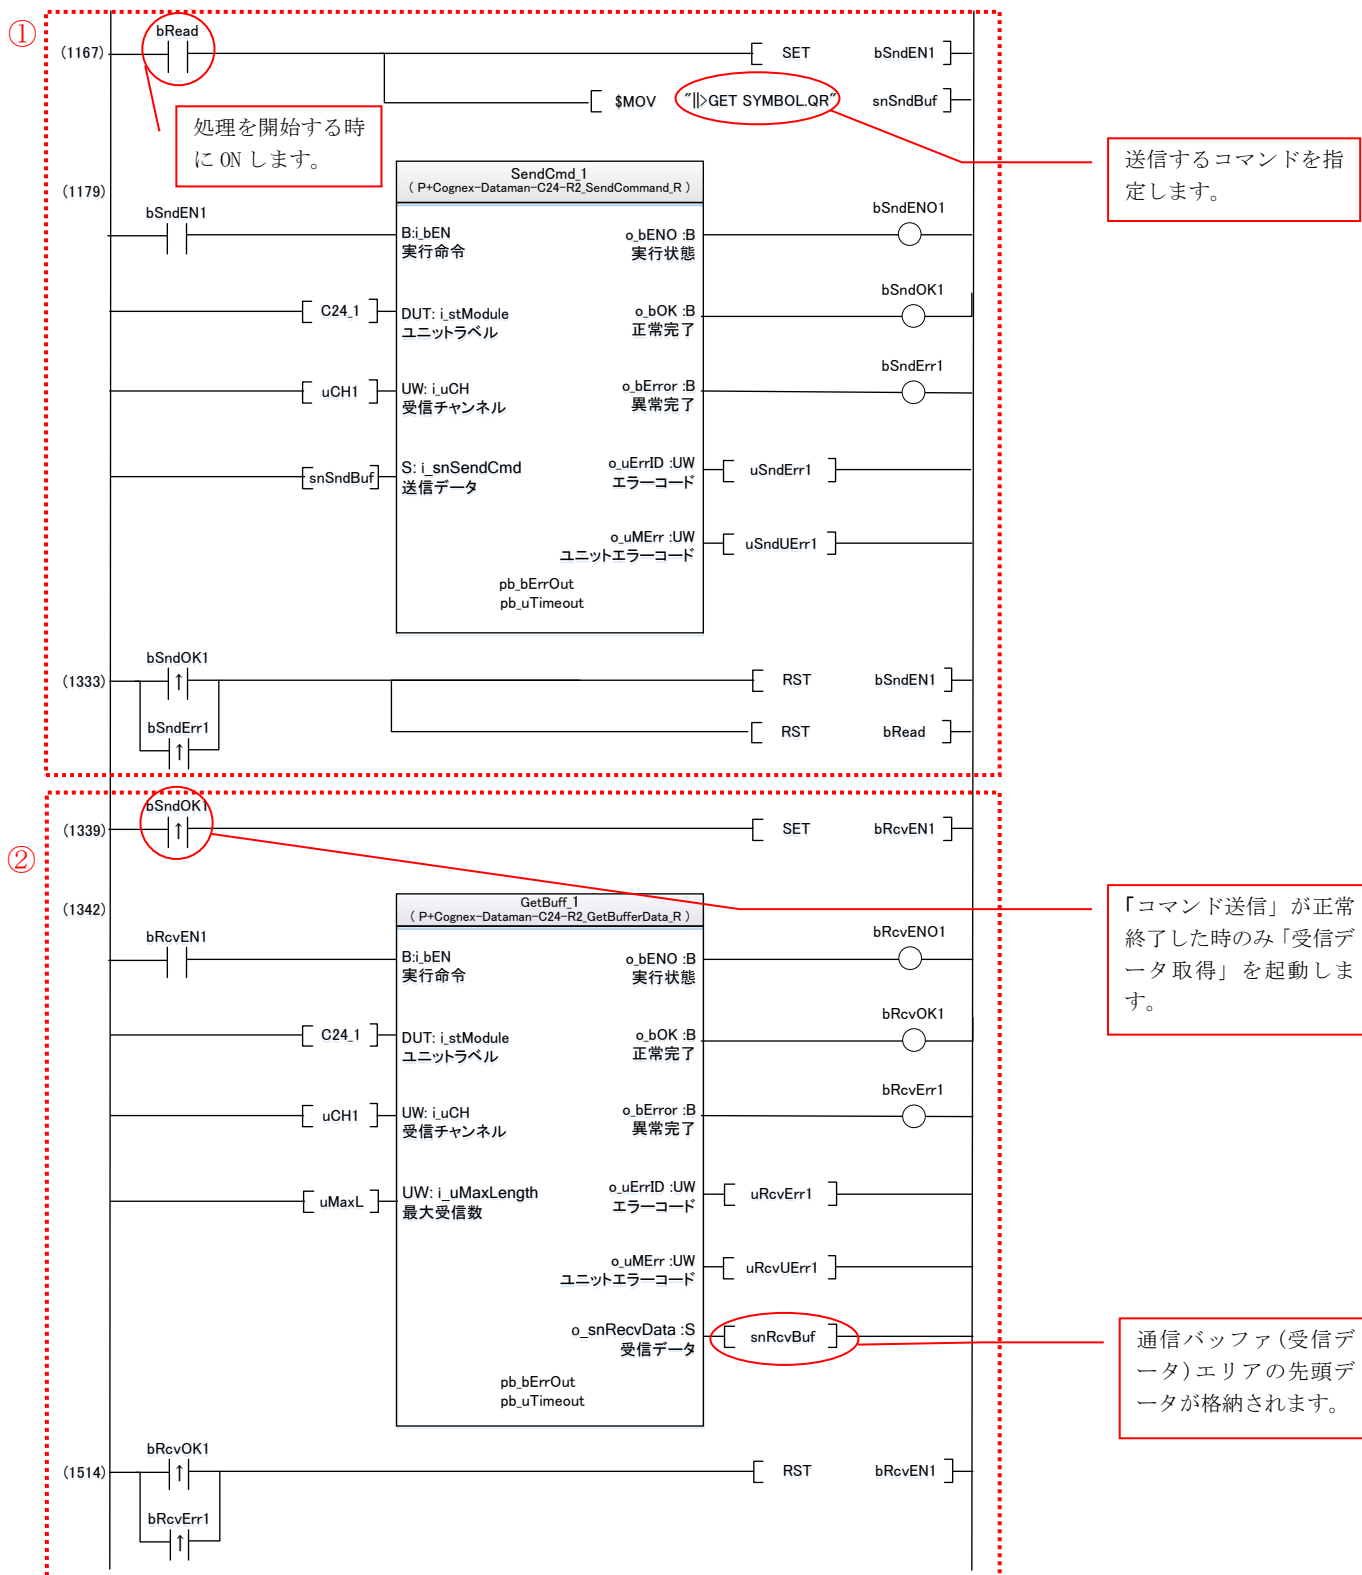 ①
bRead
(1167)
SET bSndEN1
$MOV "||>GET SYMBOL.QR" snSndBuf
処理を開始する時
に ON します。
送信するコマンドを指
定します。
(1179)
SendCmd_1
( P+Cognex-Dataman-C24-R2_SendCommand_R )
bSndEN1
B:i_bEN
実行命令
o_bENO :B
実行状態
bSndENO1
C24_1
DUT: i_stModule
ユニットラベル
o_bOK :B
正常完了
bSndOK1
uCH1
UW: i_uCH
受信チャンネル
o_bError :B
異常完了
bSndErr1
snSndBuf
S: i_snSendCmd
送信データ
o_uErrID :UW
エラーコード
uSndErr1
o_uMErr :UW
ユニットエラーコード
uSndUErr1
pb_bErrOut
pb_uTimeout
bSndOK1
(1333)
RST bSndEN1
bSndErr1
RST bRead
②
bSndOK1
(1339)
SET bRcvEN1
「コマンド送信」が正常
終了した時のみ「受信デ
ータ取得」を起動しま
す。
(1342)
GetBuff_1
( P+Cognex-Dataman-C24-R2_GetBufferData_R )
bRcvEN1
B:i_bEN
実行命令
o_bENO :B
実行状態
bRcvENO1
C24_1
DUT: i_stModule
ユニットラベル
o_bOK :B
正常完了
bRcvOK1
uCH1
UW: i_uCH
受信チャンネル
o_bError :B
異常完了
bRcvErr1
uMaxL
UW: i_uMaxLength
最大受信数
o_uErrID :UW
エラーコード
uRcvErr1
o_uMErr :UW
ユニットエラーコード
uRcvUErr1
o_snRecvData :S
受信データ
snRcvBuf
通信バッファ(受信デ
ータ)エリアの先頭デ
ータが格納されます。
pb_bErrOut
pb_uTimeout
bRcvOK1
(1514)
RST bRcvEN1
bRcvErr1